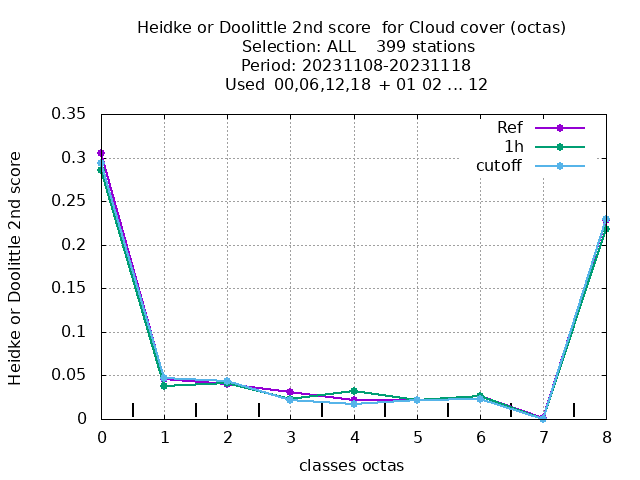 Heidke or Doolittle 2nd score  for Cloud cover (octas)
Selection: ALL    399 stations
Period: 20231108-20231118
Used  00,06,12,18 + 01 02 ... 12
Ref
1h
cutoff
Heidke or Doolittle 2nd score
0.35
0.3
0.25
0.2
0.15
0.1
0.05
0
0 1 2 3 4 5 6 7 8
classes octas